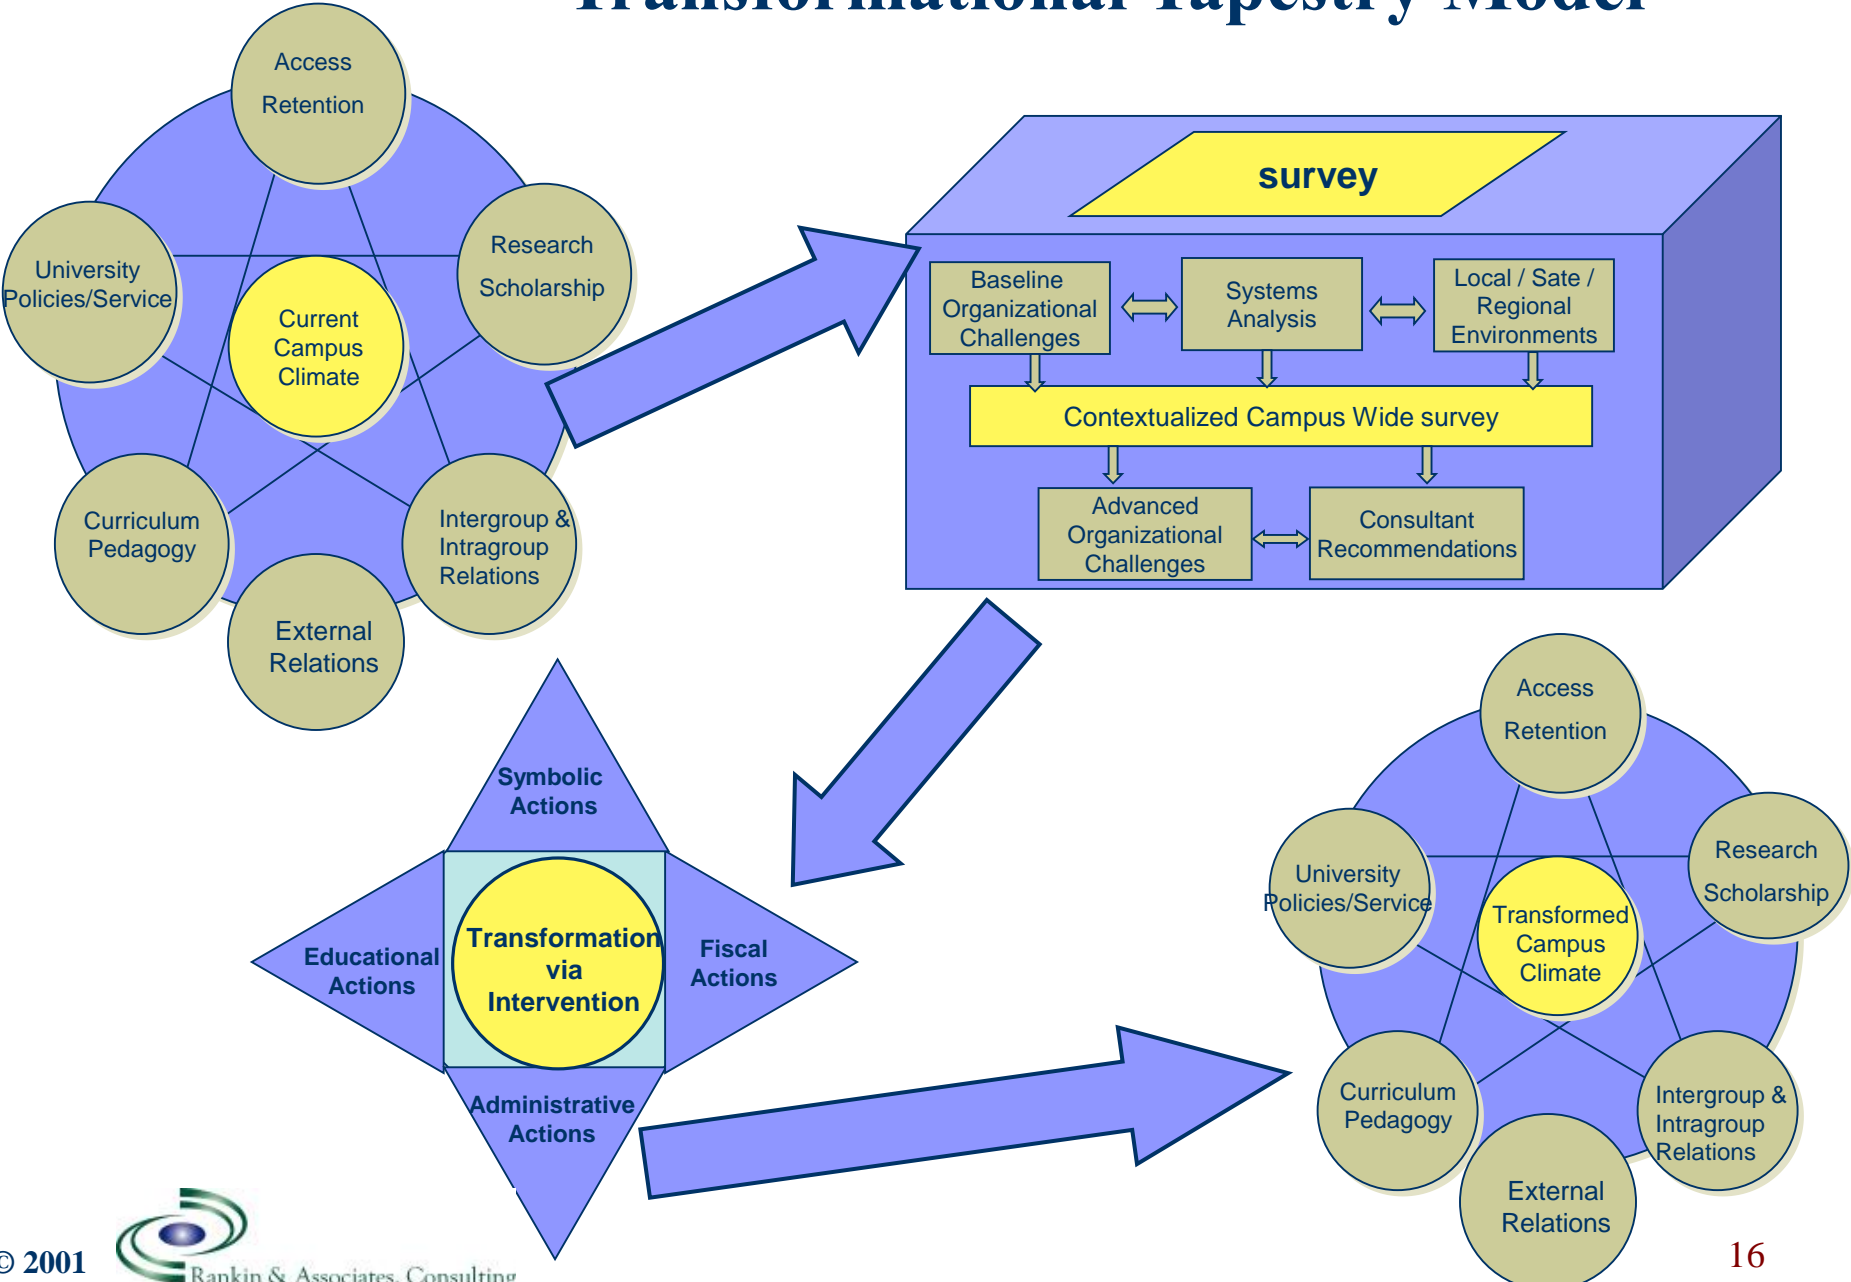 Transformational Tapestry Model
Access
Retention
University
Policies/Service
Research
Scholarship
Current
Campus
Climate
Curriculum
Pedagogy
Intergroup &
Intragroup
Relations
External
Relations
survey
Baseline
Organizational
Challenges
Systems
Analysis
Local / Sate /
Regional
Environments
Contextualized Campus Wide survey
Advanced
Organizational
Challenges
Consultant
Recommendations
Symbolic
Actions
Educational
Actions
Transformation
via
Intervention
Fiscal
Actions
Administrative
Actions
Access
Retention
University
Policies/Service
Research
Scholarship
Transformed
Campus
Climate
Curriculum
Pedagogy
Intergroup &
Intragroup
Relations
External
Relations
© 2001
Rankin & Associates, Consulting
16